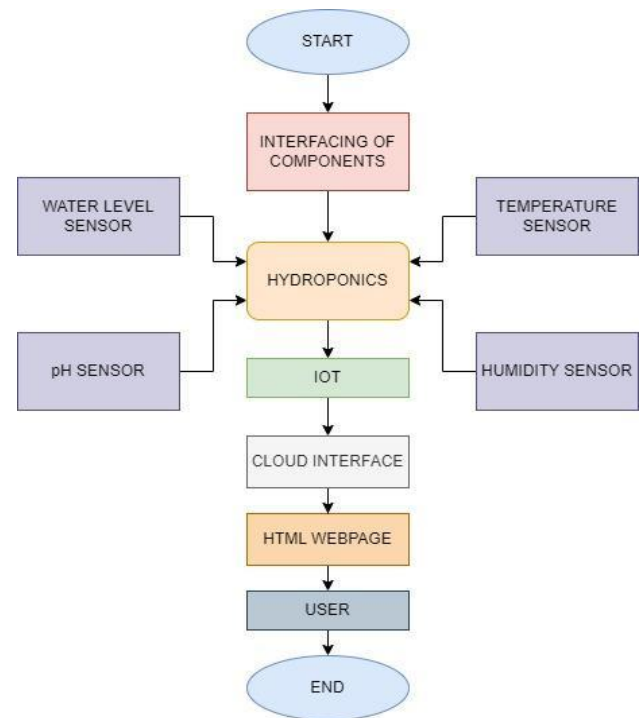 START
INTERFACING OF
COMPONENTS
WATER LEVEL
SENSOR
TEMPERATURE
SENSOR
HYDROPONICS
pH SENSOR
HUMIDITY SENSOR
IOT
CLOUD INTERFACE
HTML WEBPAGE
USER
END